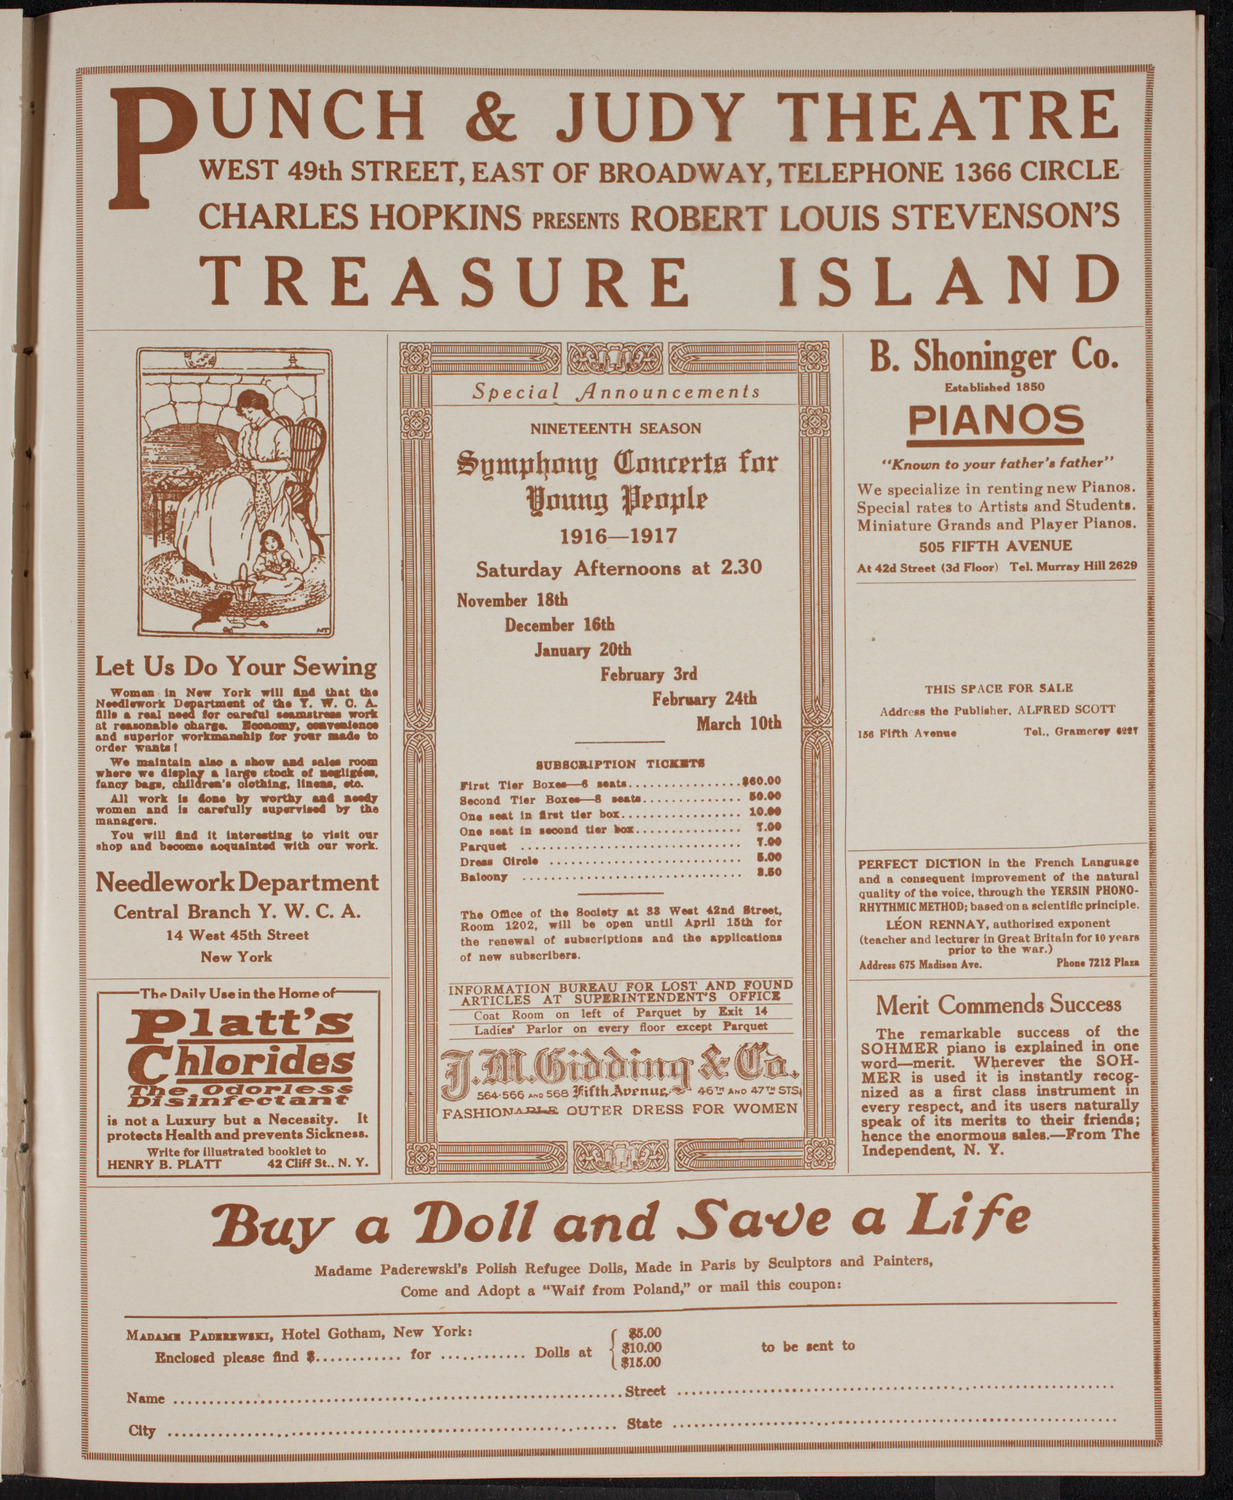 PUNCH & JUDY THEATRE
WEST 49th STREET, EAST OF BROADWAY, TELEPHONE 1366 CIRCLE
CHARLES HOPKINS PRESENTS ROBERT LOUIS STEVENSON'S
TREASURE ISLAND
Let Us Do Your Sewing
Women in New York will find that the
Needlework Department of the Y. W. C. A.
fills a real need for careful seamstress work
at reasonable charge. Economy, convenience
and superior workmanship for your made to
order wants!
We maintain also a show and sales room
where we display a large stock of negligées,
fancy bags, children's clothing, linens, etc.
All work is done by worthy and needy
women and is carefully supervised by the
managers.
You will find it interesting to visit our
shop and become acquainted with our work.
Needlework Department
Central Branch Y. W. C. A.
14 West 45th Street
New York
The Daily Use in the Home of
Platt's
Chlorides
The Odorless
Disinfectant
is not a Luxury but a Necessity. It
protects Health and prevents Sickness.
Write for illustrated booklet to
HENRY B. PLATT 42 Cliff St., N. Y.
Special Announcements
NINETEENTH SEASON
Symphony Concerts for
Young People
1916—1917
Saturday Afternoons at 2.30
November 18th
December 16th
January 20th
February 3rd
February 24th
March 10th
SUBSCRIPTION TICKETS
First Tier Boxes—6 seats................$60.00
Second Tier Boxes—8 seats.............. 50.00
One seat in first tier box................. 10.00
One seat in second tier box............... 7.00
Parquet ............................... 7.00
Dress Circle ........................... 5.00
Balcony ............................... 3.50
The Office of the Society at 33 West 42nd Street,
Room 1202, will be open until April 15th for
the renewal of subscriptions and the applications
of new subscribers.
INFORMATION BUREAU FOR LOST AND FOUND
ARTICLES AT SUPERINTENDENT'S OFFICE
Coat Room on left of Parquet by Exit 14
Ladies' Parlor on every floor except Parquet
J.M. Gidding & Co.
564-566 AND 568 Fifth Avenue, 46TH AND 47TH STS.
FASHIONABLE OUTER DRESS FOR WOMEN
B. Shoninger Co.
Established 1850
PIANOS
"Known to your father's father"
We specialize in renting new Pianos.
Special rates to Artists and Students.
Miniature Grands and Player Pianos.
505 FIFTH AVENUE
At 42d Street (3d Floor) Tel. Murray Hill 2629
THIS SPACE FOR SALE
Address the Publisher, ALFRED SCOTT
156 Fifth Avenue Tel., Gramercy 6227
PERFECT DICTION in the French Language
and a consequent improvement of the natural
quality of the voice, through the YERSIN PHONO-
RHYTHMIC METHOD; based on a scientific principle.
LÉON RENNAY, authorized exponent
(teacher and lecturer in Great Britain for 10 years
prior to the war.)
Address 675 Madison Ave. Phone 7212 Plaza
Merit Commends Success
The remarkable success of the
SOHMER piano is explained in one
word—merit. Wherever the SOH-
MER is used it is instantly recog-
nized as a first class instrument in
every respect, and its users naturally
speak of its merits to their friends;
hence the enormous sales.—From The
Independent, N. Y.
Buy a Doll and Save a Life
Madame Paderewski's Polish Refugee Dolls, Made in Paris by Sculptors and Painters,
Come and Adopt a "Waif from Poland," or mail this coupon:
MADAME PADEREWSKI, Hotel Gotham, New York:
Enclosed please find $............ for ............ Dolls at { $5.00 $10.00 $15.00 to be sent to
Name ............................................Street ............................................
City ............................................ State ............................................